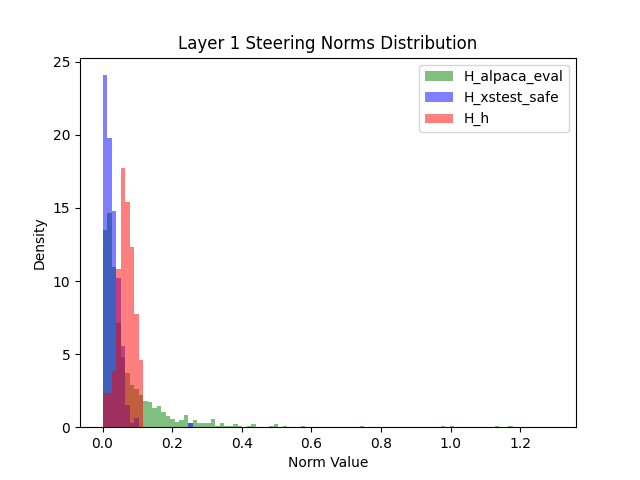 Layer 1 Steering Norms Distribution
H_alpaca_eval
H_xstest_safe
H_h
Density
25
20
15
10
5
0
0.0 0.2 0.4 0.6 0.8 1.0 1.2
Norm Value